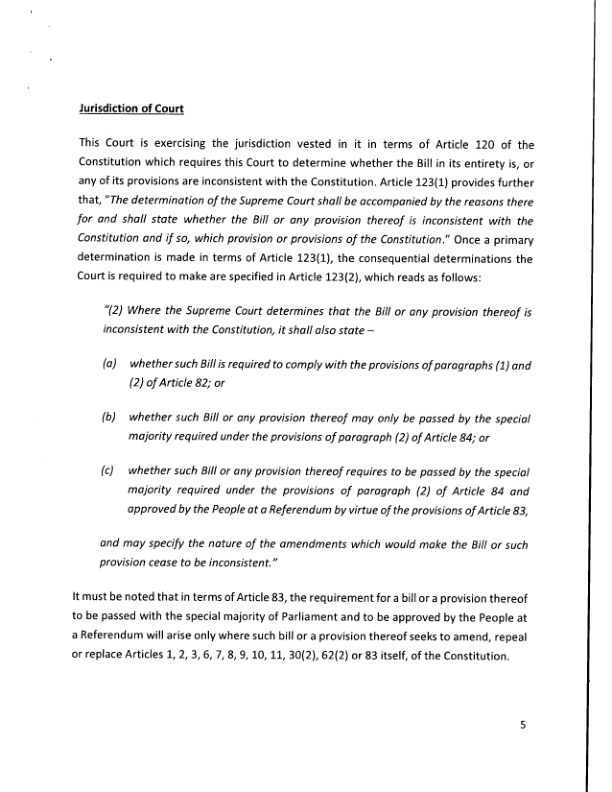 Jurisdiction of Court
This Court is exercising the jurisdiction vested in it in terms of Article 120 of the
Constitution which requires this Court to determine whether the Bill in its entirety is, or
any of its provisions are inconsistent with the Constitution. Article 123(1) provides further
that, "The determination of the Supreme Court shall be accompanied by the reasons there
for and shall state whether the Bill or any provision thereof is inconsistent with the
Constitution and if so, which provision or provisions of the Constitution." Once a primary
determination is made in terms of Article 123(1), the consequential determinations the
Court is required to make are specified in Article 123(2), which reads as follows:
"(2) Where the Supreme Court determines that the Bill or any provision thereof is
inconsistent with the Constitution, it shall also state –
(a) whether such Bill is required to comply with the provisions of paragraphs (1) and
(2) of Article 82; or
(b) whether such Bill or any provision thereof may only be passed by the special
majority required under the provisions of paragraph (2) of Article 84; or
(c) whether such Bill or any provision thereof requires to be passed by the special
majority required under the provisions of paragraph (2) of Article 84 and
approved by the People at a Referendum by virtue of the provisions of Article 83,
and may specify the nature of the amendments which would make the Bill or such
provision cease to be inconsistent."
It must be noted that in terms of Article 83, the requirement for a bill or a provision thereof
to be passed with the special majority of Parliament and to be approved by the People at
a Referendum will arise only where such bill or a provision thereof seeks to amend, repeal
or replace Articles 1, 2, 3, 6, 7, 8, 9, 10, 11, 30(2), 62(2) or 83 itself, of the Constitution.
5